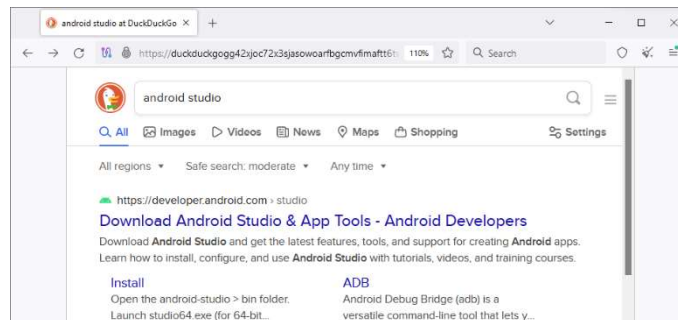 android studio at DuckDuckGo
https://duckduckgogg42xjoc72x3sjasowoarfbgcmvfimaftt6t
110%
Search
android studio
All
Images
Videos
News
Maps
Shopping
Settings
All regions
Safe search: moderate
Any time
https://developer.android.com › studio
Download Android Studio & App Tools - Android Developers
Download Android Studio and get the latest features, tools, and support for creating Android apps.
Learn how to install, configure, and use Android Studio with tutorials, videos, and training courses.
Install
Open the android-studio > bin folder.
Launch studio64.exe (for 64-bit...
ADB
Android Debug Bridge (adb) is a
versatile command-line tool that lets y...